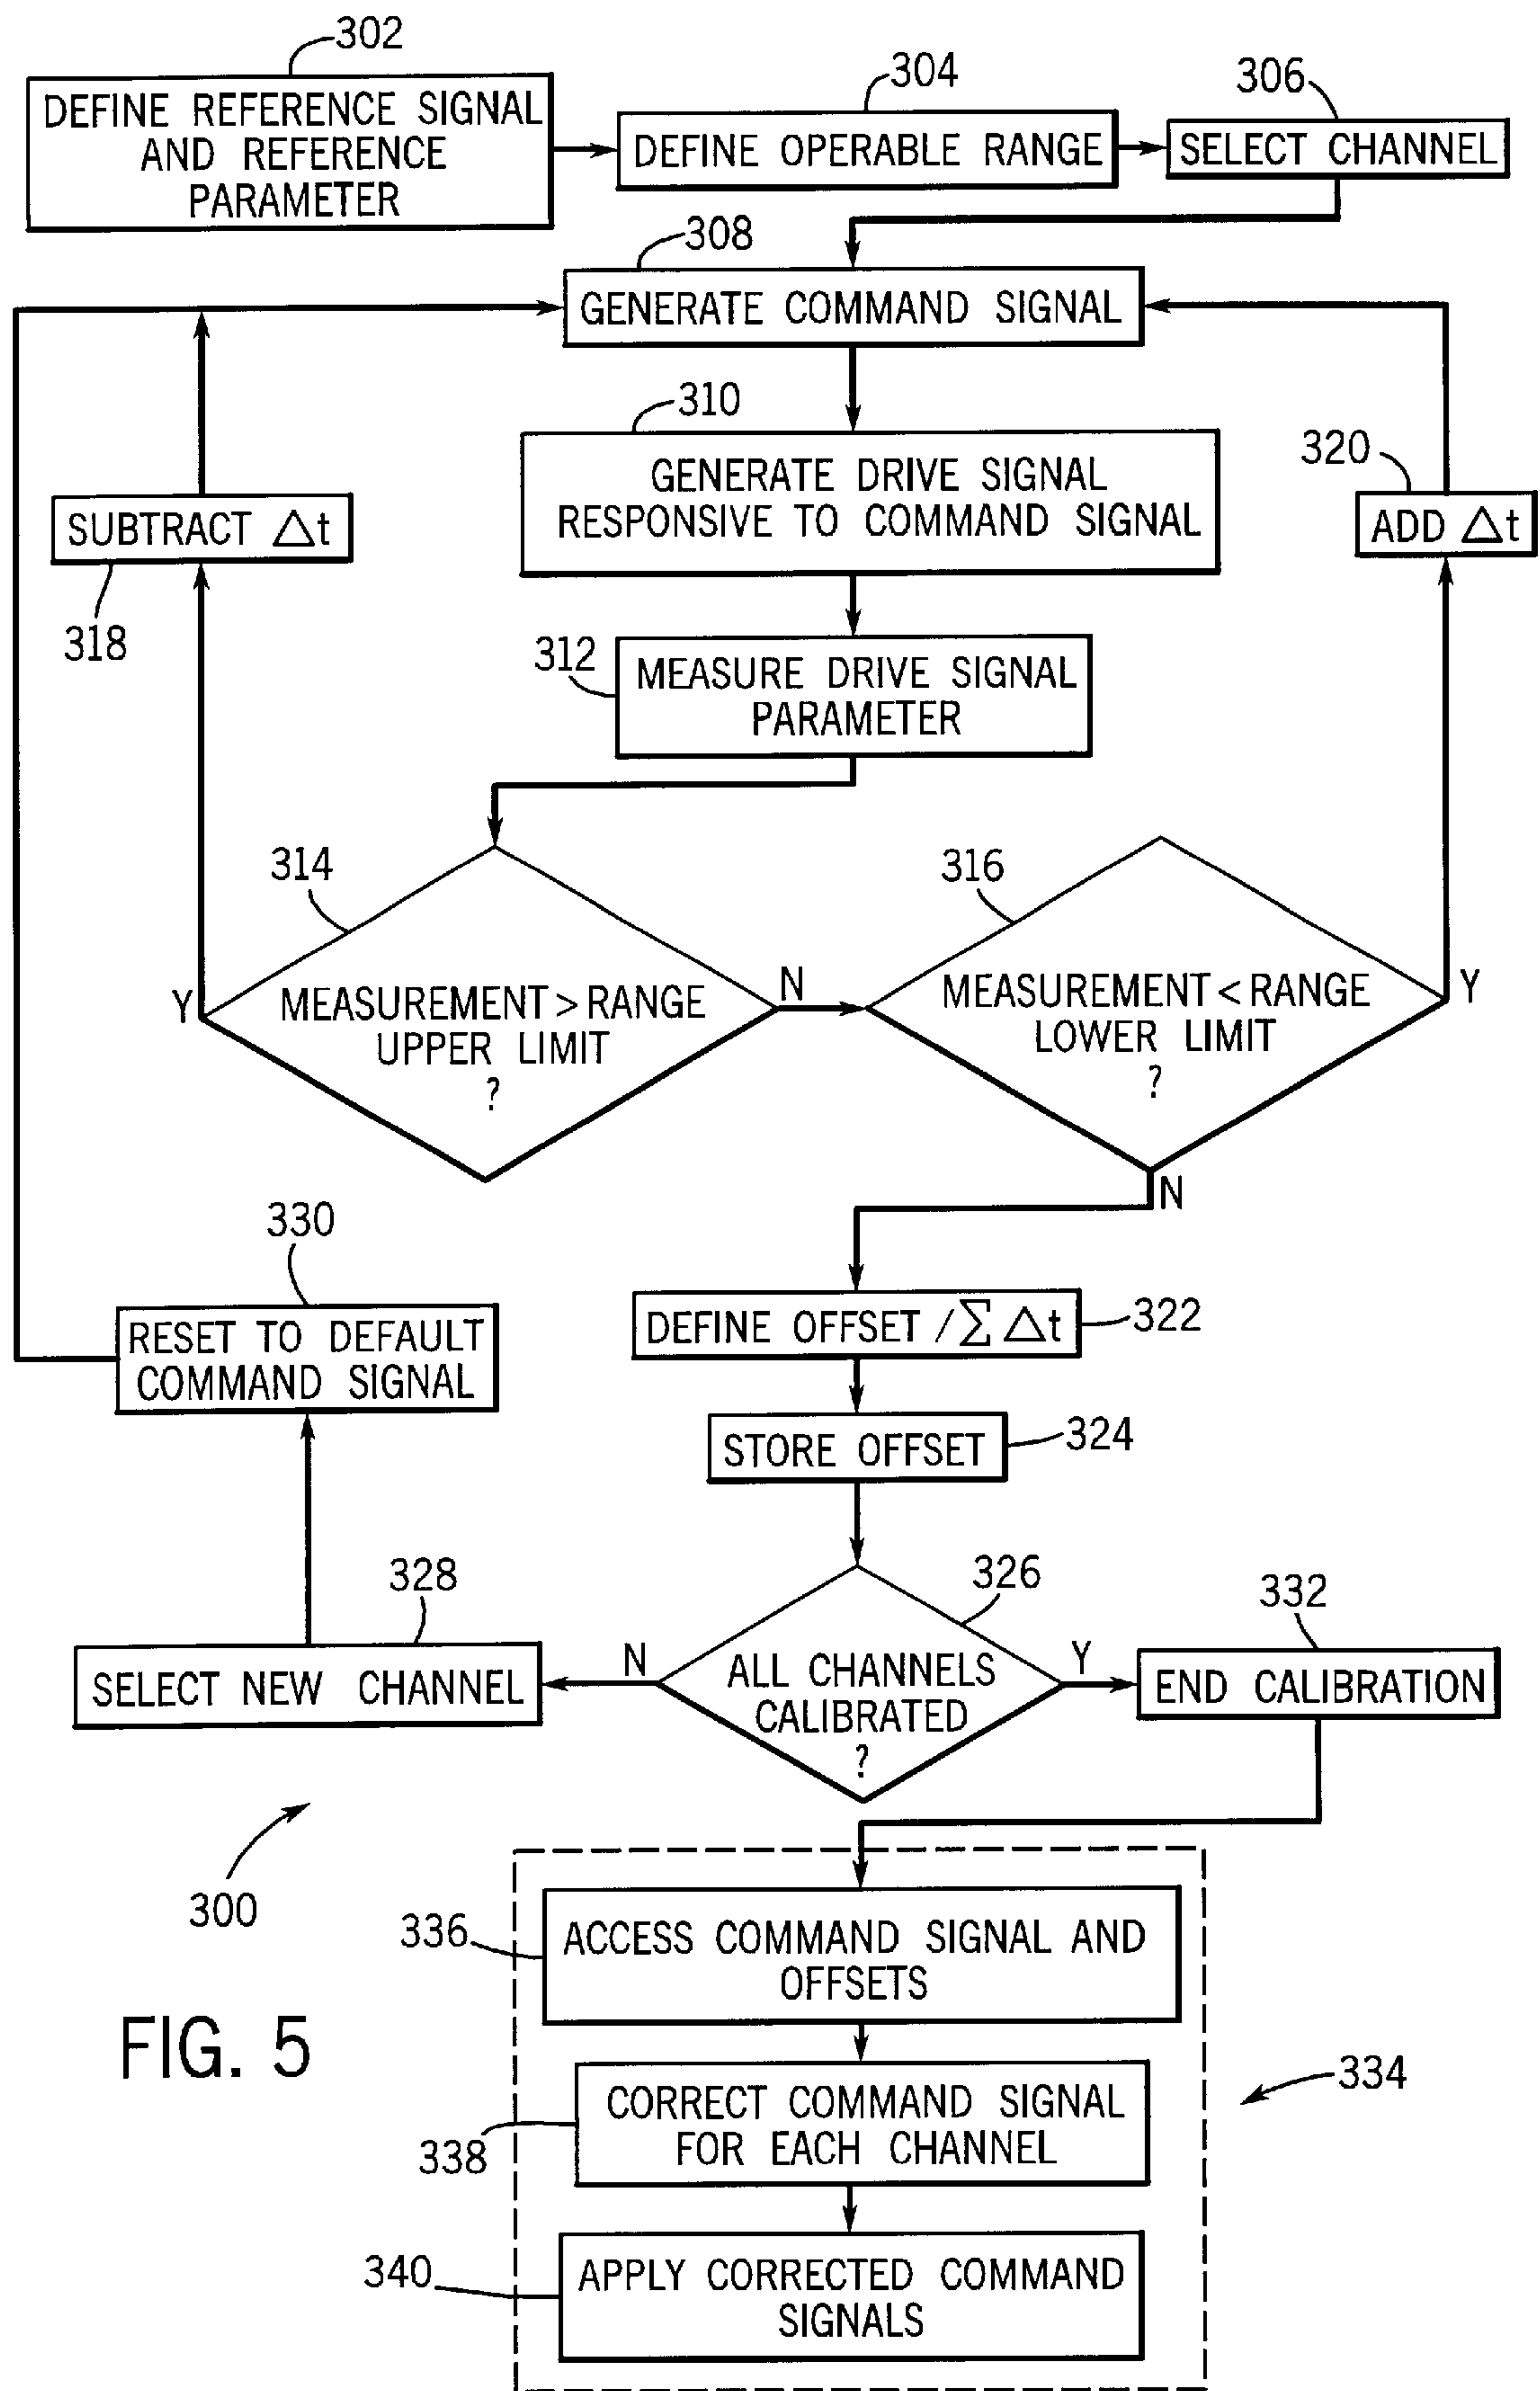 302
DEFINE REFERENCE SIGNAL
AND REFERENCE
PARAMETER
304
DEFINE OPERABLE RANGE
306
SELECT CHANNEL
308
GENERATE COMMAND SIGNAL
310
GENERATE DRIVE SIGNAL
RESPONSIVE TO COMMAND SIGNAL
320
ADD △t
SUBTRACT △t
318
312
MEASURE DRIVE SIGNAL
PARAMETER
314
MEASUREMENT > RANGE
UPPER LIMIT
?
Y
N
316
MEASUREMENT < RANGE
LOWER LIMIT
?
Y
N
330
RESET TO DEFAULT
COMMAND SIGNAL
DEFINE OFFSET / ∑ △t
322
STORE OFFSET
324
328
SELECT NEW CHANNEL
N
326
ALL CHANNELS
CALIBRATED
?
Y
332
END CALIBRATION
300
336
ACCESS COMMAND SIGNAL AND
OFFSETS
FIG. 5
334
338
CORRECT COMMAND SIGNAL
FOR EACH CHANNEL
340
APPLY CORRECTED COMMAND
SIGNALS